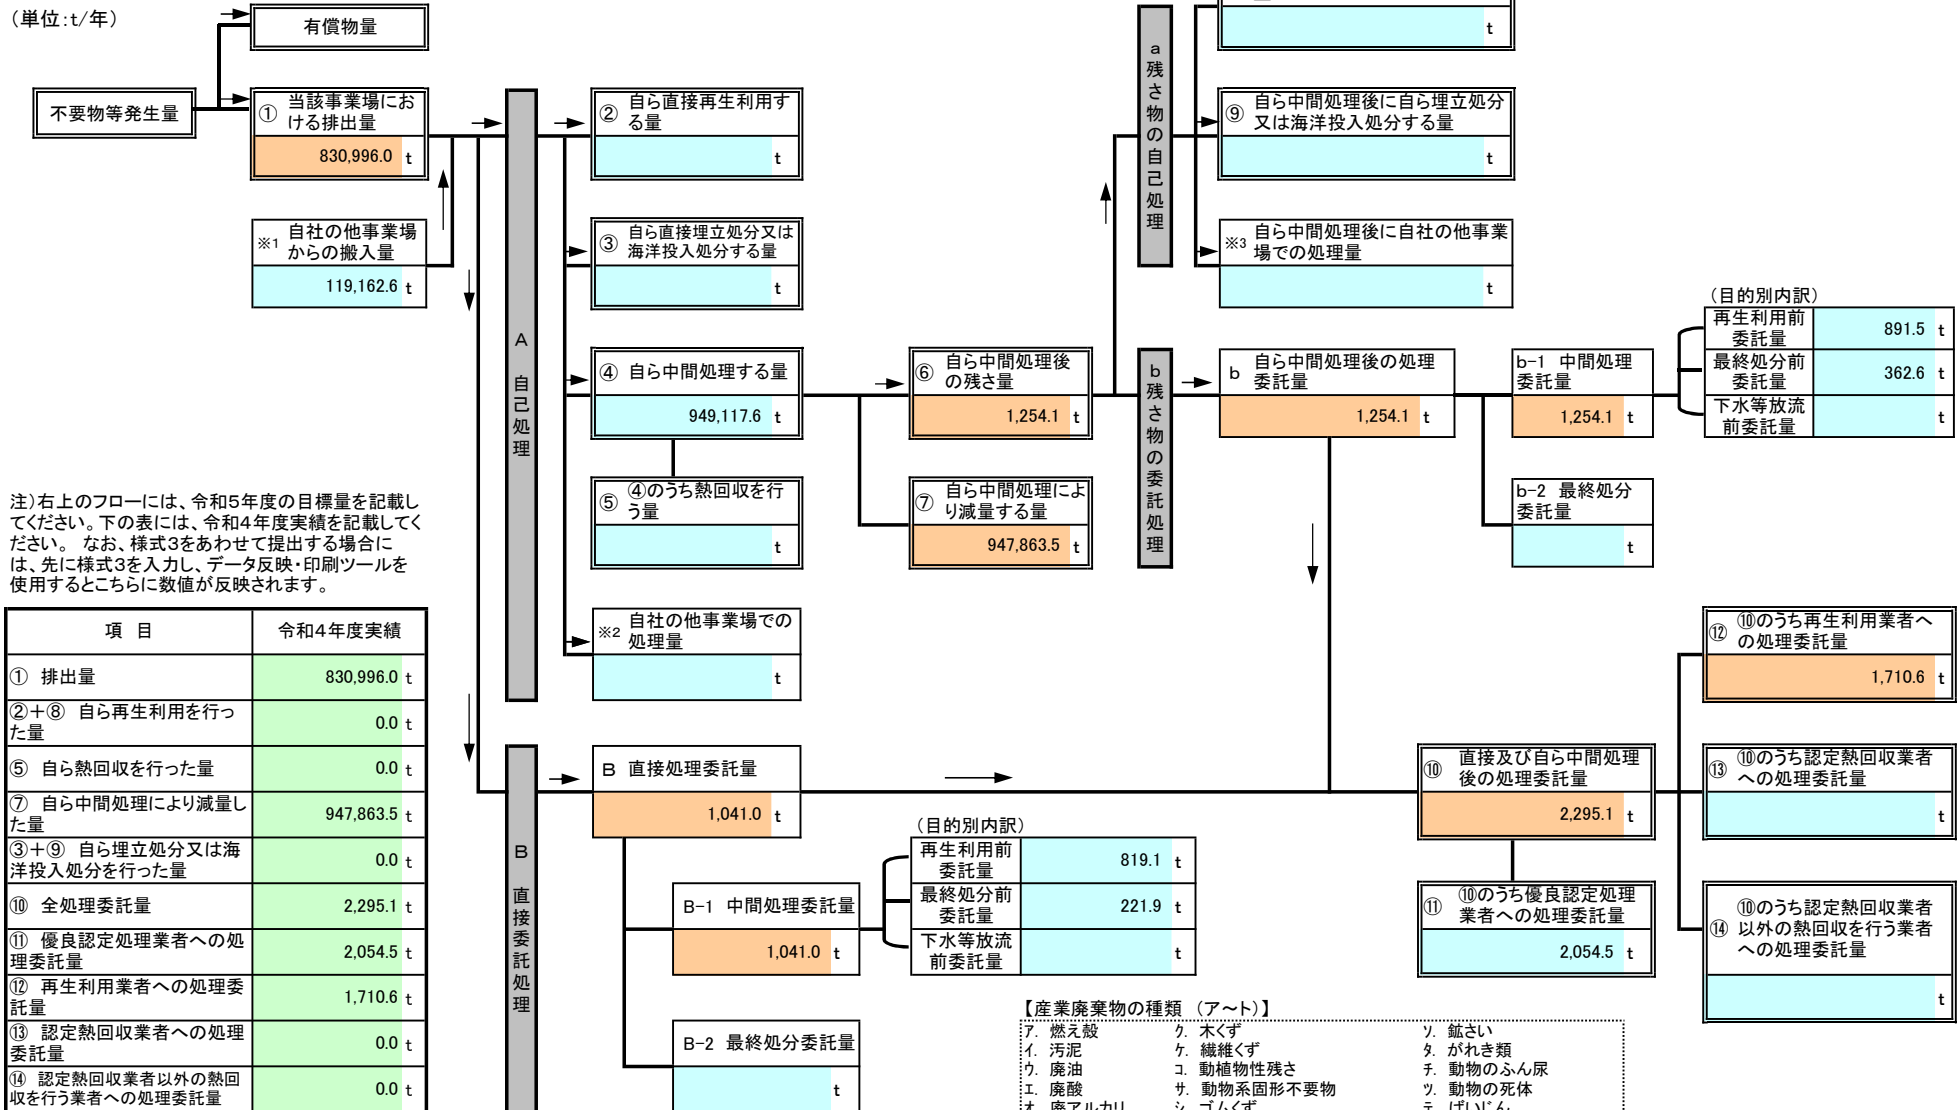 (単位:t/年)
有償物量
不要物等発生量
① 当該事業場にお
ける排出量
830,996.0 t
※1 自社の他事業場
からの搬入量
119,162.6 t
A 自己処理
② 自ら直接再生利用す
る量
t
③ 自ら直接埋立処分又は
海洋投入処分する量
t
④ 自ら中間処理する量
949,117.6 t
⑤ ④のうち熱回収を行
う量
t
※2 自社の他事業場での
処理量
t
⑥ 自ら中間処理後
の残さ量
1,254.1 t
⑦ 自ら中間処理によ
り減量する量
947,863.5 t
a 残さ物の自己処理
t
⑨ 自ら中間処理後に自ら埋立処分
又は海洋投入処分する量
t
※3 自ら中間処理後に自社の他事業
場での処理量
t
b 残さ物の委託処理
b 自ら中間処理後の処理
委託量
1,254.1 t
b-1 中間処理
委託量
1,254.1 t
(目的別内訳)
再生利用前
委託量
891.5 t
最終処分前
委託量
362.6 t
下水等放流
前委託量
t
b-2 最終処分
委託量
t
注)右上のフローには、令和5年度の目標量を記載し
てください。下の表には、令和4年度実績を記載してく
ださい。 なお、様式3をあわせて提出する場合に
は、先に様式3を入力し、データ反映・印刷ツールを
使用するとこちらに数値が反映されます。
項 目 令和4年度実績
① 排出量 830,996.0 t
②+⑧ 自ら再生利用を行っ
た量
0.0 t
⑤ 自ら熱回収を行った量 0.0 t
⑦ 自ら中間処理により減量し
た量
947,863.5 t
③+⑨ 自ら埋立処分又は海
洋投入処分を行った量
0.0 t
⑩ 全処理委託量 2,295.1 t
⑪ 優良認定処理業者への処
理委託量
2,054.5 t
⑫ 再生利用業者への処理委
託量
1,710.6 t
⑬ 認定熱回収業者への処理
委託量
0.0 t
⑭ 認定熱回収業者以外の熱回
収を行う業者への処理委託量
0.0 t
B 直接委託処理
B 直接処理委託量
1,041.0 t
B-1 中間処理委託量
1,041.0 t
(目的別内訳)
再生利用前
委託量
819.1 t
最終処分前
委託量
221.9 t
下水等放流
前委託量
t
B-2 最終処分委託量
t
⑩ 直接及び自ら中間処理
後の処理委託量
2,295.1 t
⑪ ⑩のうち優良認定処理
業者への処理委託量
2,054.5 t
⑫ ⑩のうち再生利用業者へ
の処理委託量
1,710.6 t
⑬ ⑩のうち認定熱回収業者
への処理委託量
t
⑭ ⑩のうち認定熱回収業者
以外の熱回収を行う業者
への処理委託量
t
【産業廃棄物の種類 (ア~ト)】
ア. 燃え殻 ク. 木くず ソ. 鉱さい
イ. 汚泥 ケ. 繊維くず タ. がれき類
ウ. 廃油 コ. 動植物性残さ チ. 動物のふん尿
エ. 廃酸 サ. 動物系固形不要物 ツ. 動物の死体
オ. 廃アルカリ シ. ゴムくず テ. ばいじん